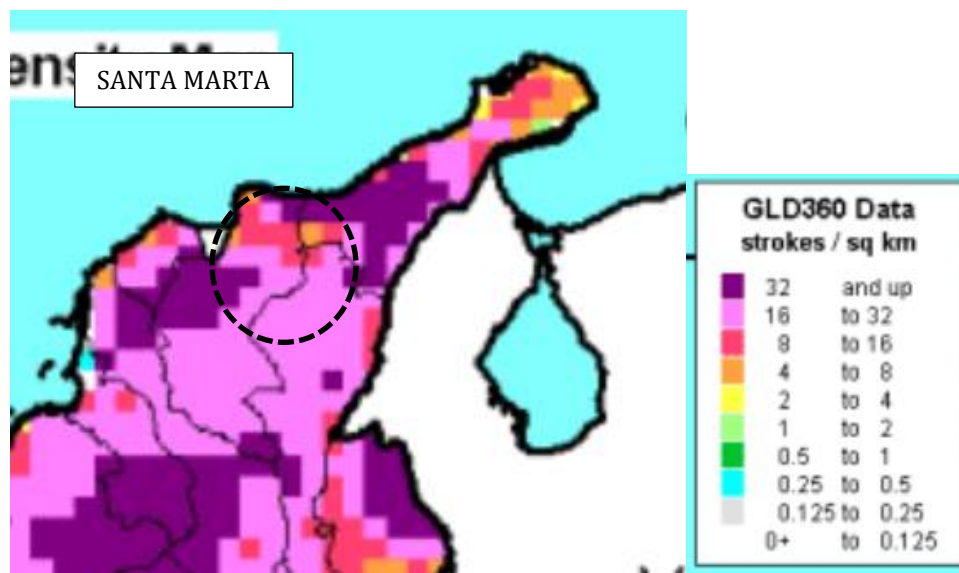 SANTA MARTA
GLD360 Data
strokes / sq km
32 and up
16 to 32
8 to 16
4 to 8
2 to 4
1 to 2
0.5 to 1
0.25 to 0.5
0.125 to 0.25
0+ to 0.125